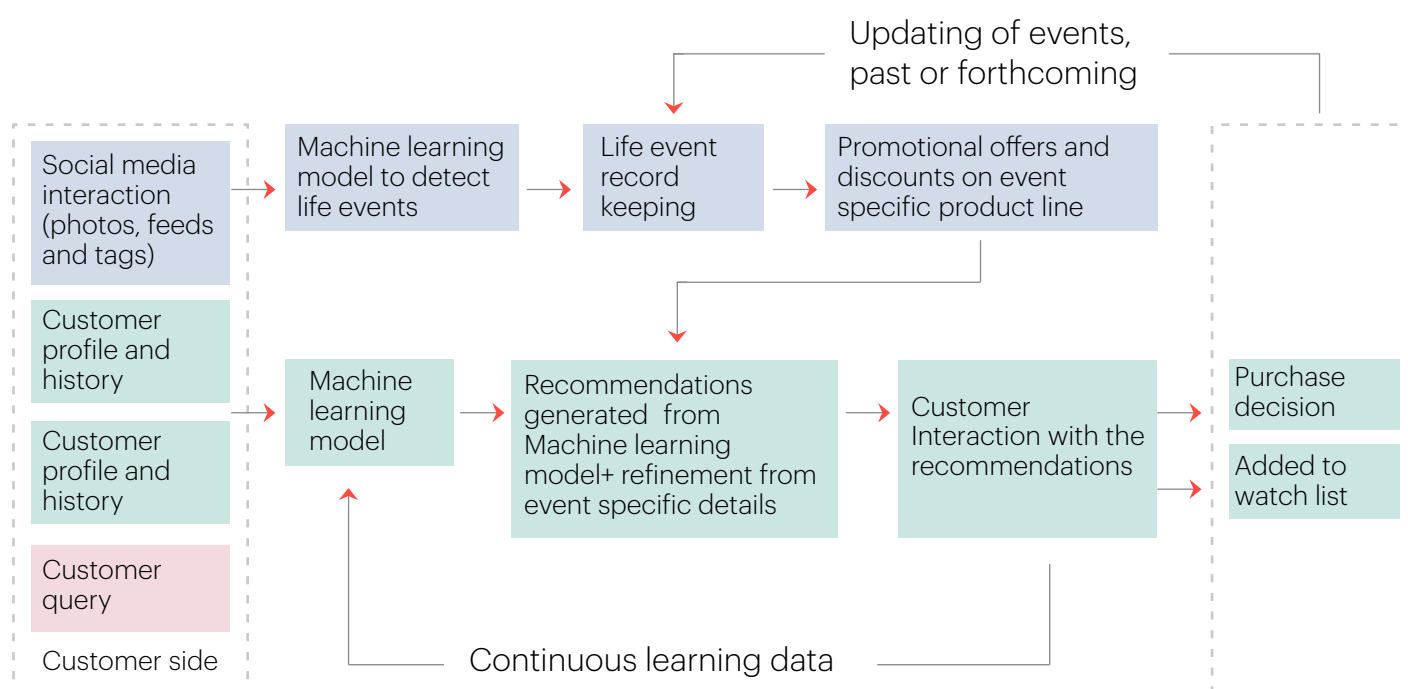 Updating of events,
past or forthcoming
Social media
interaction
(photos, feeds
and tags)
Machine learning
model to detect
life events
Life event
record
keeping
Promotional offers and
discounts on event
specific product line
Customer
profile and
history
Customer
profile and
history
Machine
learning
model
Recommendations
generated  from
Machine learning
model+ refinement from
event specific details
Customer
Interaction with the
recommendations
Purchase
decision
Added to
watch list
Customer
query
Customer side
Continuous learning data